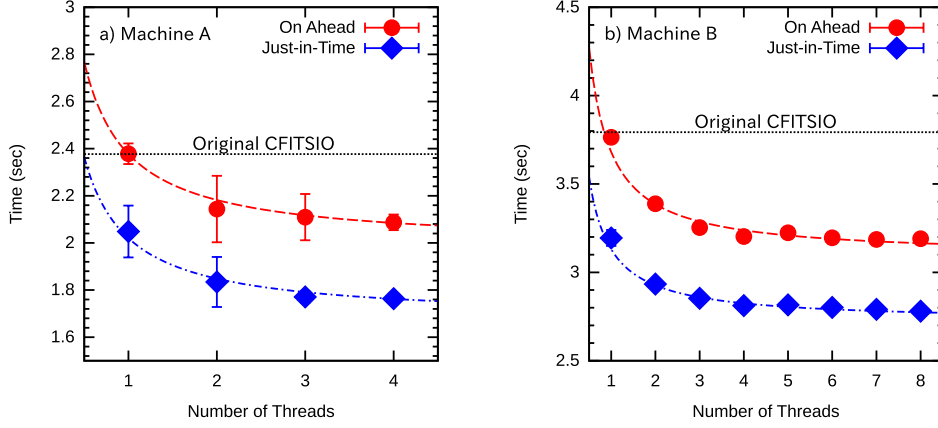 a) Machine A
On Ahead
Just-in-Time
Original CFITSIO
Time (sec)
3
2.8
2.6
2.4
2.2
2
1.8
1.6
1 2 3 4
Number of Threads
b) Machine B
On Ahead
Just-in-Time
Original CFITSIO
Time (sec)
4.5
4
3.5
3
2.5
1 2 3 4 5 6 7 8
Number of Threads